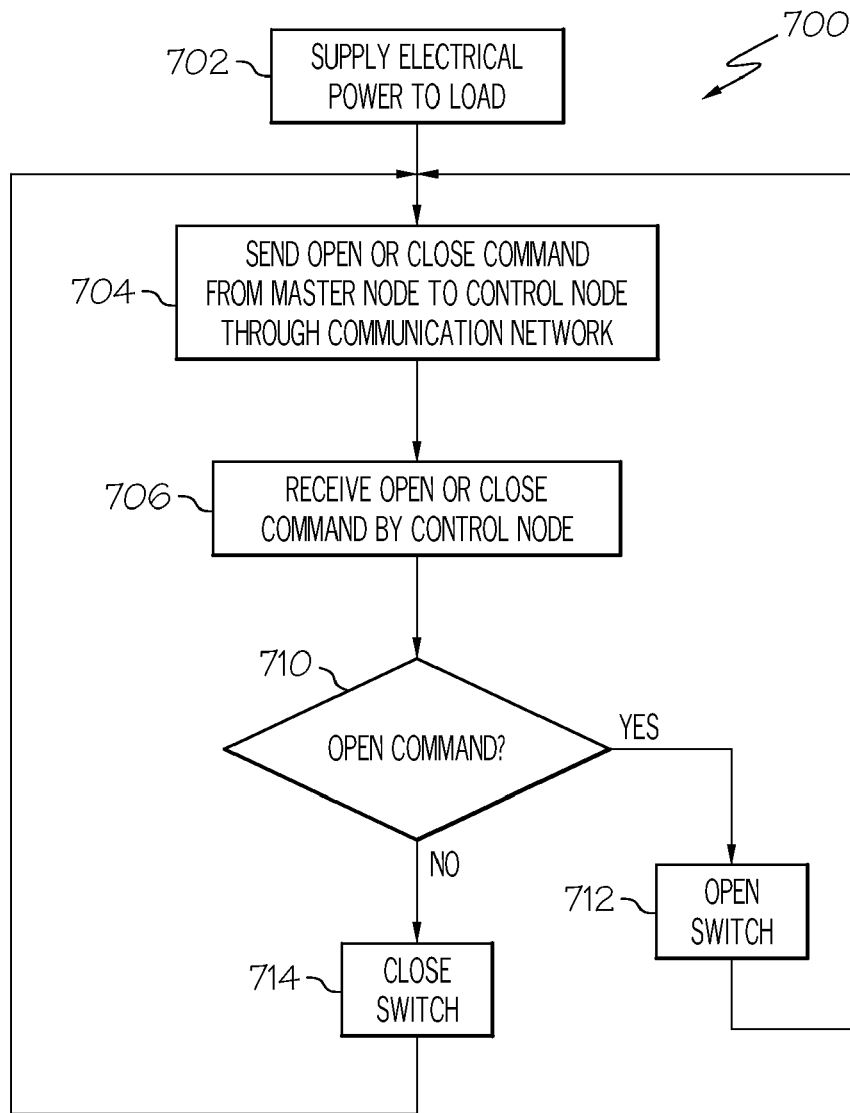 700
702
SUPPLY ELECTRICAL
POWER TO LOAD
704
SEND OPEN OR CLOSE COMMAND
FROM MASTER NODE TO CONTROL NODE
THROUGH COMMUNICATION NETWORK
706
RECEIVE OPEN OR CLOSE
COMMAND BY CONTROL NODE
710
OPEN COMMAND?
YES
NO
712
OPEN
SWITCH
714
CLOSE
SWITCH